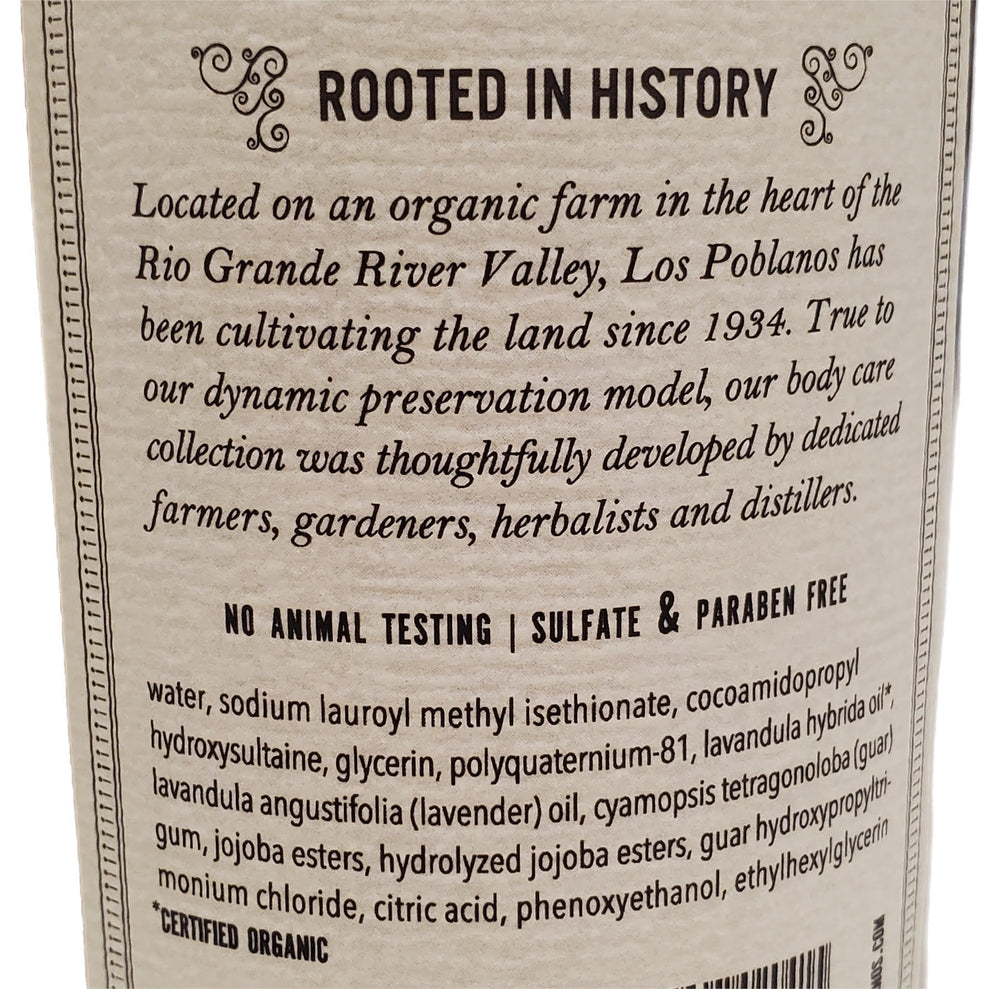 ROOTED IN HISTORY
Located on an organic farm in the heart of the
Rio Grande River Valley, Los Poblanos has
been cultivating the land since 1934. True to
our dynamic preservation model, our body care
collection was thoughtfully developed by dedicated
farmers, gardeners, herbalists and distillers.
NO ANIMAL TESTING | SULFATE & PARABEN FREE
water, sodium lauroyl methyl isethionate, cocoamidopropyl
hydroxysultaine, glycerin, polyquaternium-81, lavandula hybrida oil*,
lavandula angustifolia (lavender) oil, cyamopsis tetragonoloba (guar)
gum, jojoba esters, hydrolyzed jojoba esters, guar hydroxypropyltri-
monium chloride, citric acid, phenoxyethanol, ethylhexylglycerin
*CERTIFIED ORGANIC